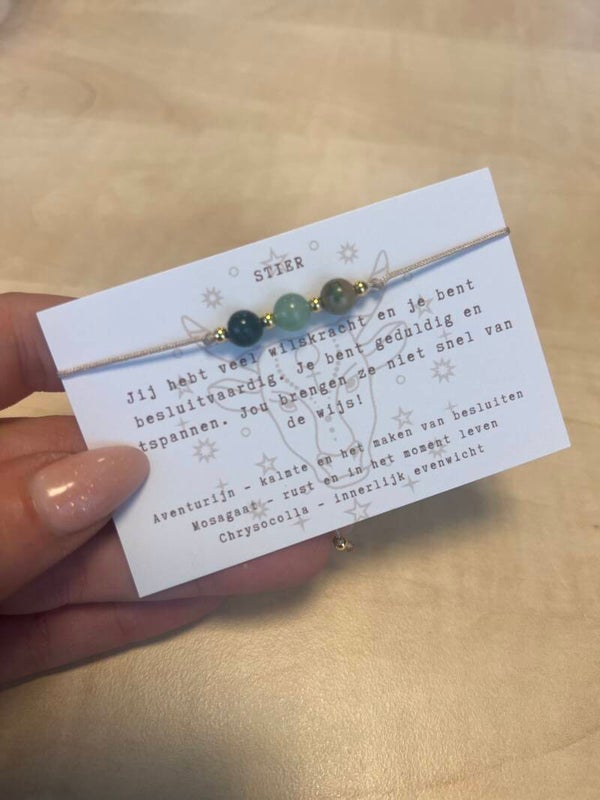 STIER
Jij hebt veel wilskracht en je bent
besluitvaardig. Je bent geduldig en
tspannen. Jou brengen ze niet snel van
de wijs!
Aventurijn - kalmte en het maken van besluiten
Mosagaat - rust en in het moment leven
Chrysocolla - innerlijk evenwicht